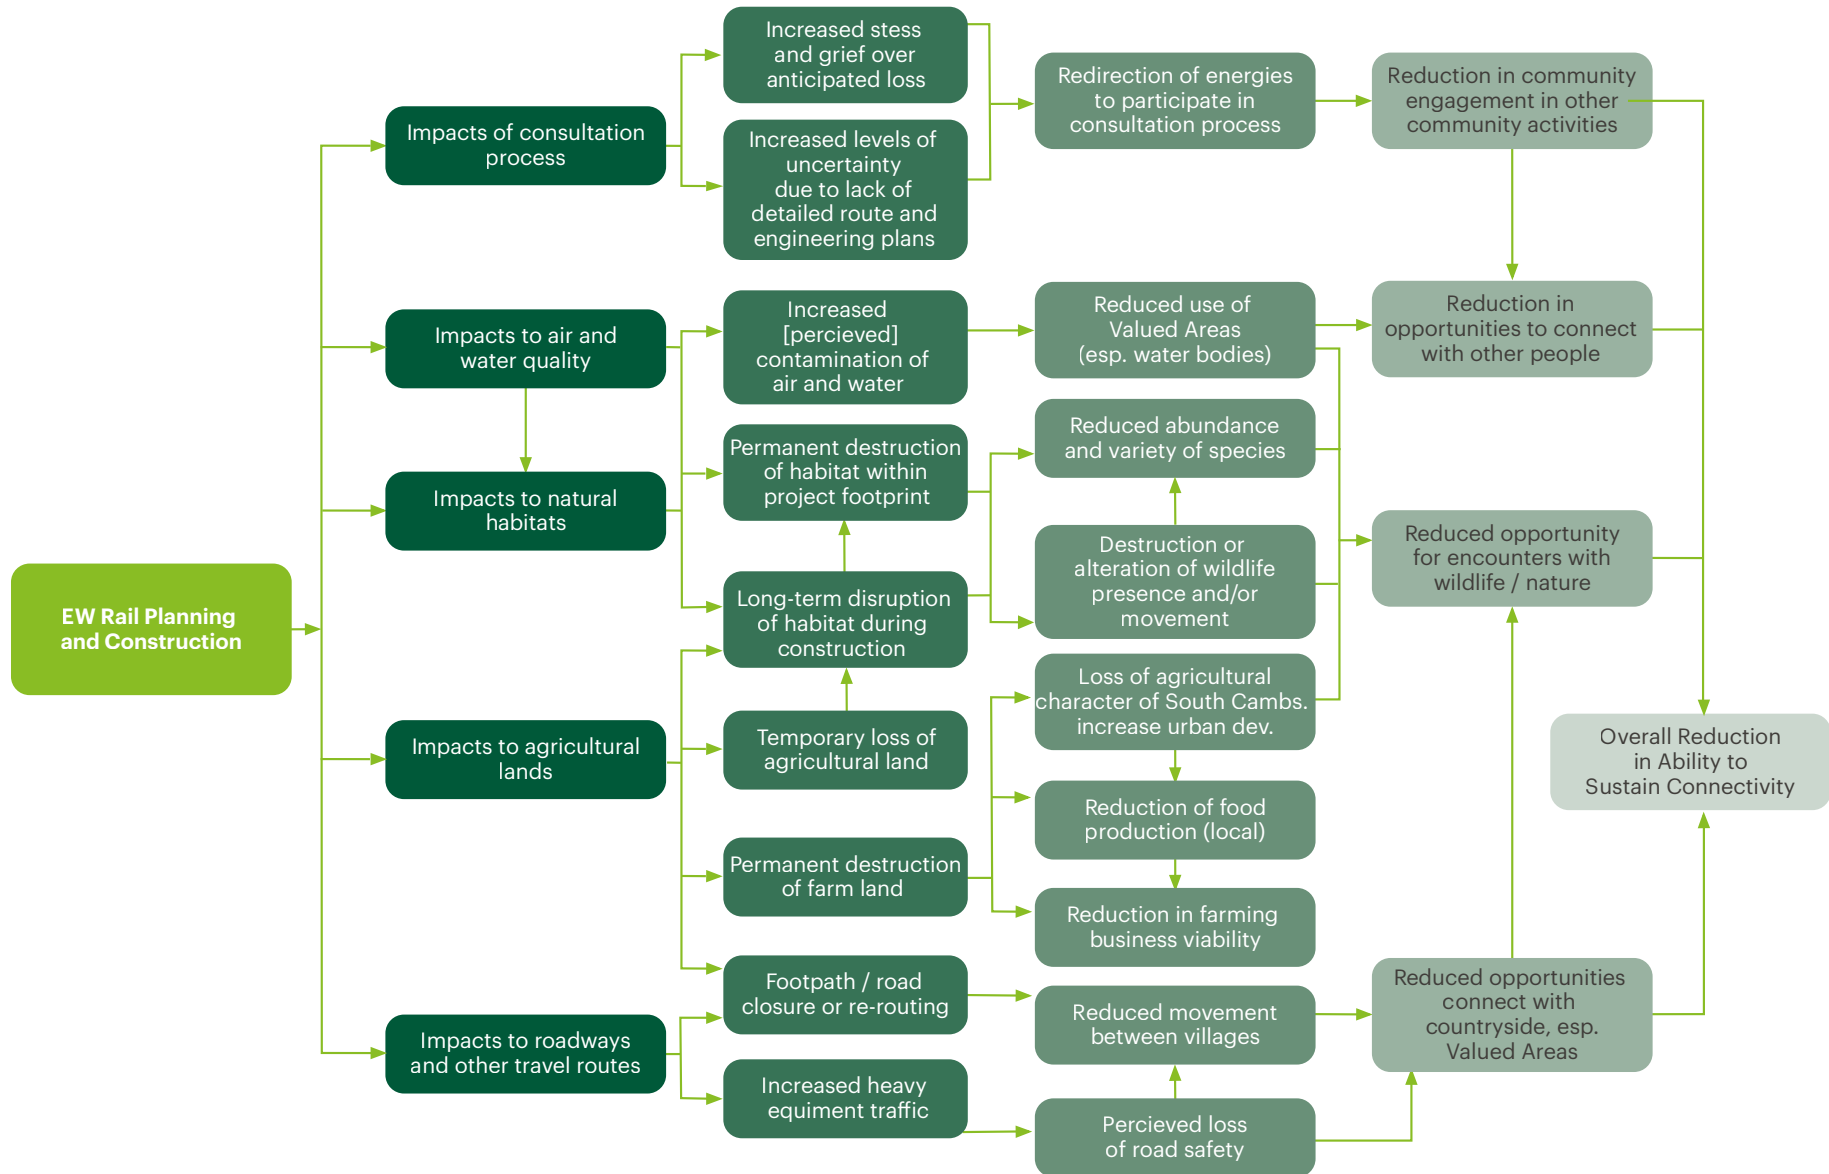 EW Rail Planning
and Construction
Impacts of consultation
process
Impacts to air and
water quality
Impacts to natural
habitats
Impacts to agricultural
lands
Impacts to roadways
and other travel routes
Increased stess
and grief over
anticipated loss
Increased levels of
uncertainty
due to lack of
detailed route and
engineering plans
Increased
[percieved]
contamination of
air and water
Permanent destruction
of habitat within
project footprint
Long-term disruption
of habitat during
construction
Temporary loss of
agricultural land
Permanent destruction
of farm land
Footpath / road
closure or re-routing
Increased heavy
equiment traffic
Redirection of energies
to participate in
consultation process
Reduced use of
Valued Areas
(esp. water bodies)
Reduced abundance
and variety of species
Destruction or
alteration of wildlife
presence and/or
movement
Loss of agricultural
character of South Cambs.
increase urban dev.
Reduction of food
production (local)
Reduction in farming
business viability
Reduced movement
between villages
Percieved loss
of road safety
Reduction in community
engagement in other
community activities
Reduction in
opportunities to connect
with other people
Reduced opportunity
for encounters with
wildlife / nature
Reduced opportunities
connect with
countryside, esp.
Valued Areas
Overall Reduction
in Ability to
Sustain Connectivity